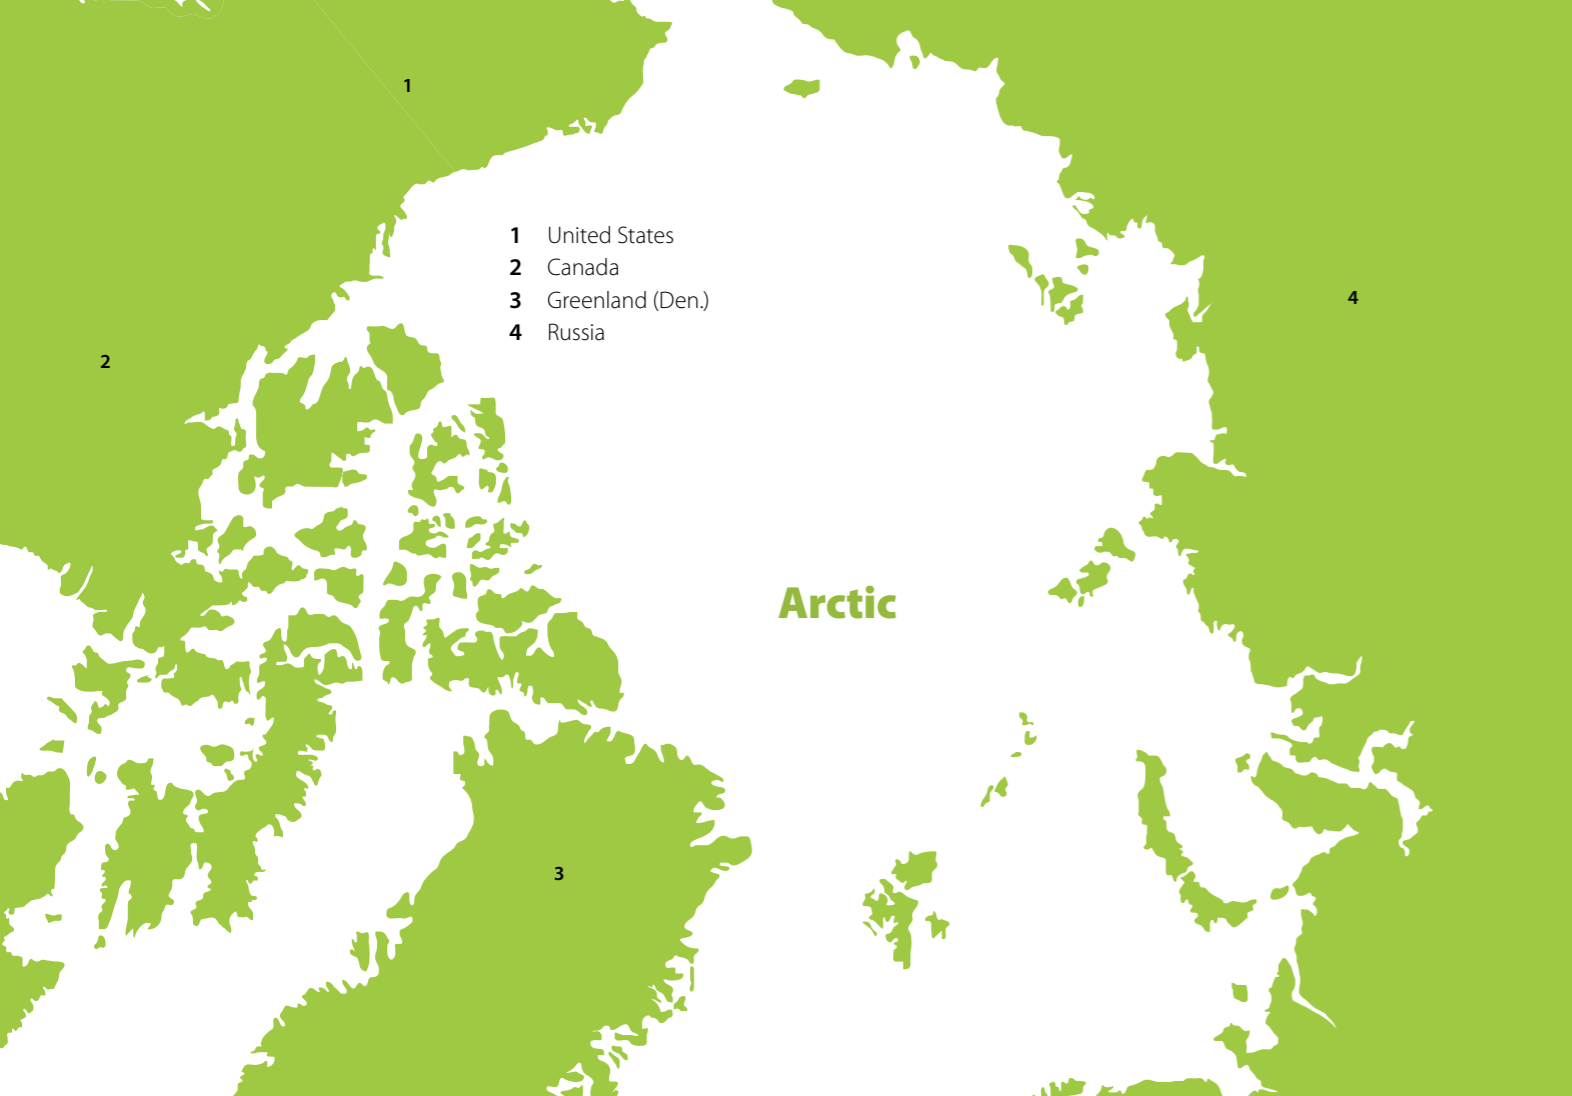 1
1 United States
2 Canada
3 Greenland (Den.)
4 Russia
4
2
Arctic
3